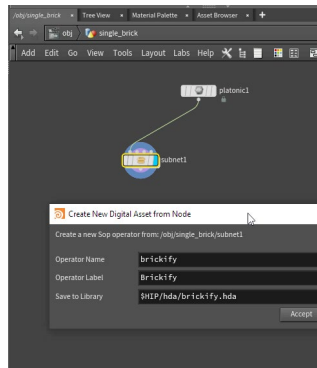 /obj/single_brick × Tree View × Material Palette × Asset Browser × +
obj single_brick
Add Edit Go View Tools Layout Labs Help
platonic1
subnet1
Create New Digital Asset from Node
Create a new Sop operator from: /obj/single_brick/subnet1
Operator Name brickify
Operator Label Brickify
Save to Library $HIP/hda/brickify.hda
Accept